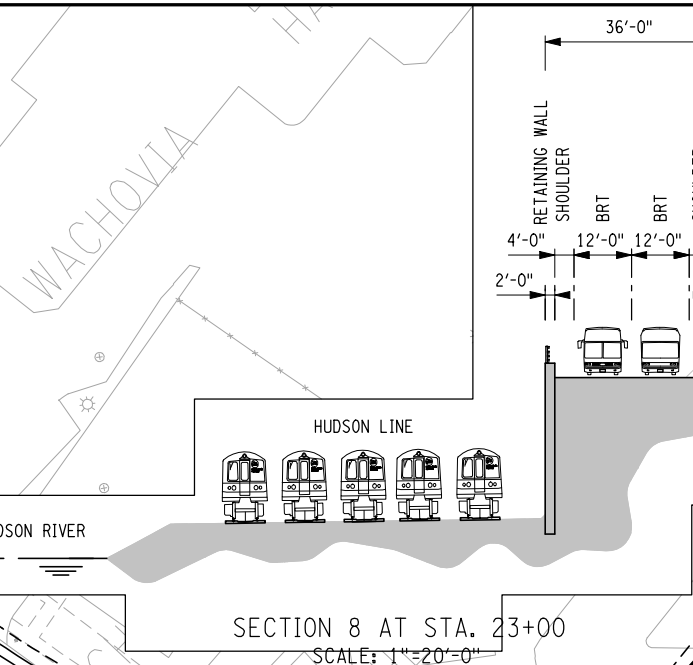 HA
36'-0"
WACHOVIA
RETAINING WALL
SHOULDER
BRT
BRT
4'-0"
12'-0"
12'-0"
2'-0"
HUDSON LINE
DSON RIVER
SECTION 8 AT STA. 23+00
SCALE: 1"=20'-0"